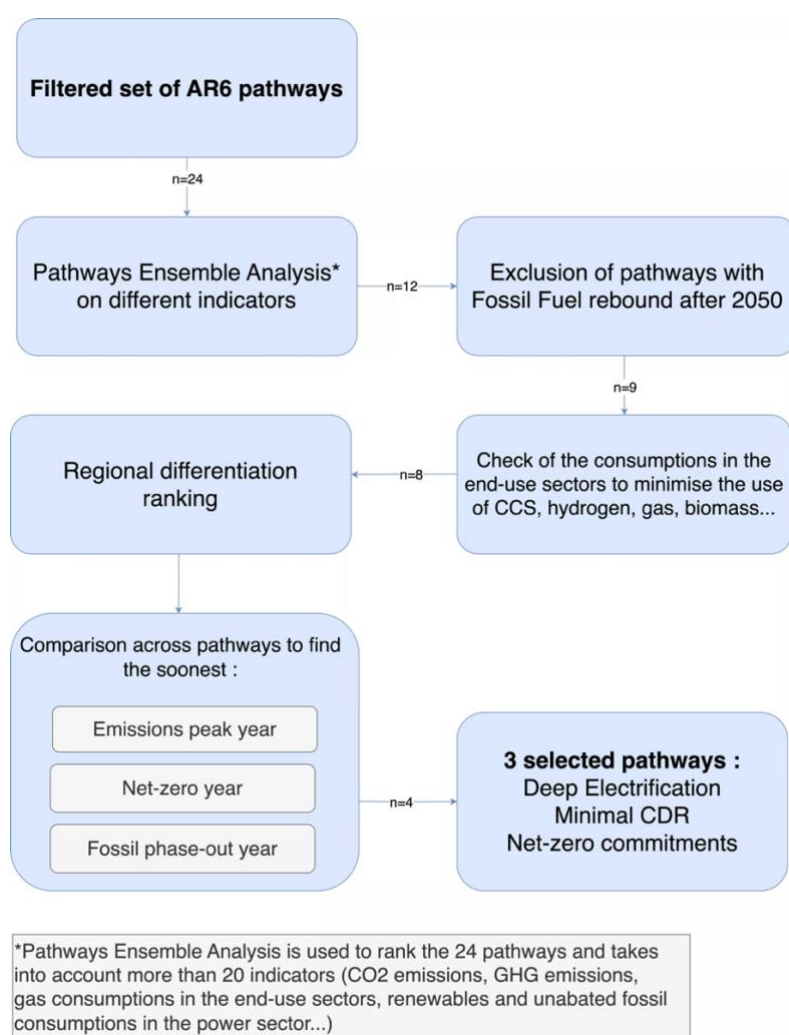 Filtered set of AR6 pathways
n=24
Pathways Ensemble Analysis*
on different indicators
n=12
Exclusion of pathways with
Fossil Fuel rebound after 2050
n=9
Check of the consumptions in the
end-use sectors to minimise the use
of CCS, hydrogen, gas, biomass...
n=8
Regional differentiation
ranking
Comparison across pathways to find
the soonest :
Emissions peak year
Net-zero year
Fossil phase-out year
n=4
3 selected pathways :
Deep Electrification
Minimal CDR
Net-zero commitments
*Pathways Ensemble Analysis is used to rank the 24 pathways and takes
into account more than 20 indicators (CO2 emissions, GHG emissions,
gas consumptions in the end-use sectors, renewables and unabated fossil
consumptions in the power sector...)